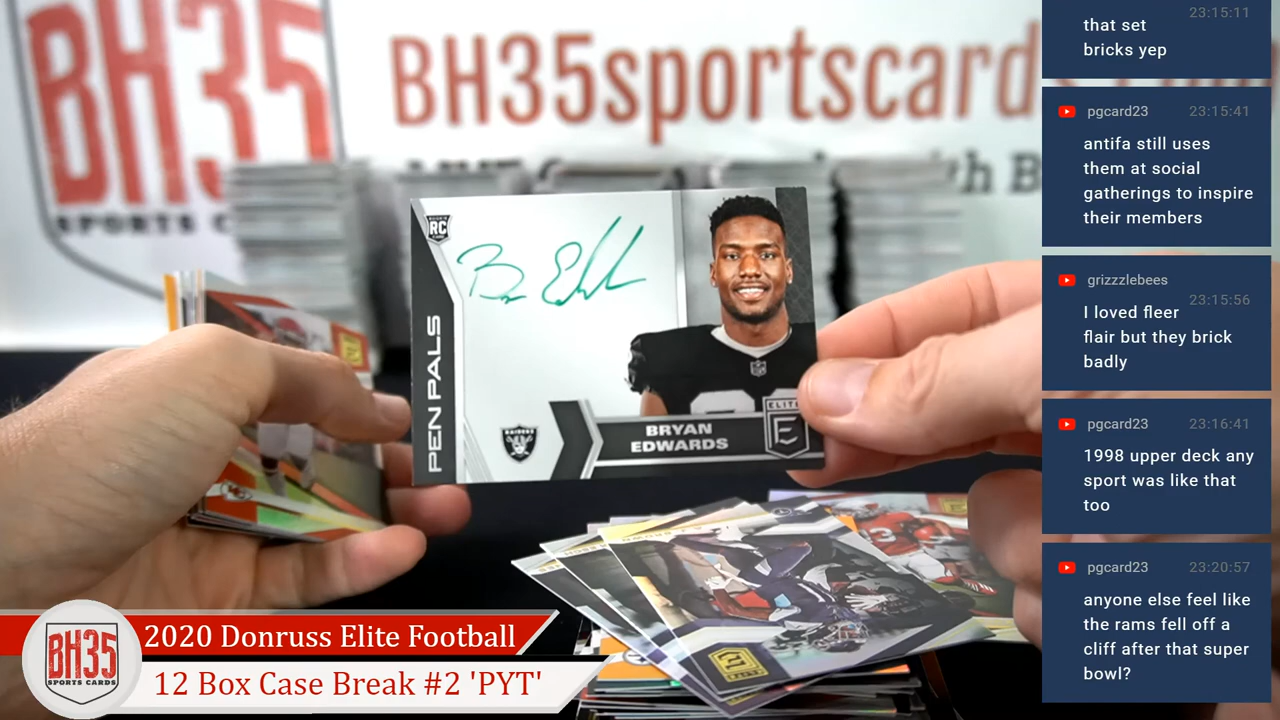 BH35
SPORTS C
BH35sportscard
th B
RC
PEN PALS
RAIDERS
BRYAN
EDWARDS
ELITE
E
BH35
SPORTS CARDS
2020 Donruss Elite Football
12 Box Case Break #2 'PYT'
23:15:11
that set
bricks yep
pgcard23 23:15:41
antifa still uses
them at social
gatherings to inspire
their members
grizzzlebees
23:15:56
I loved fleer
flair but they brick
badly
pgcard23 23:16:41
1998 upper deck any
sport was like that
too
pgcard23 23:20:57
anyone else feel like
the rams fell off a
cliff after that super
bowl?